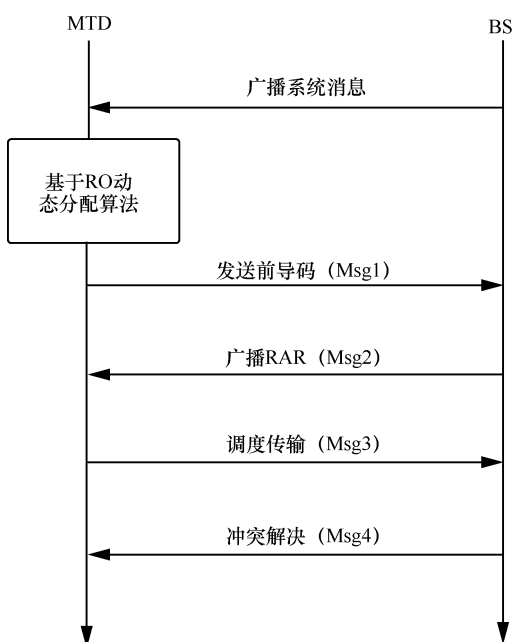 MTD
BS
广播系统消息
基于RO动
态分配算法
发送前导码（Msg1）
广播RAR（Msg2）
调度传输（Msg3）
冲突解决（Msg4）